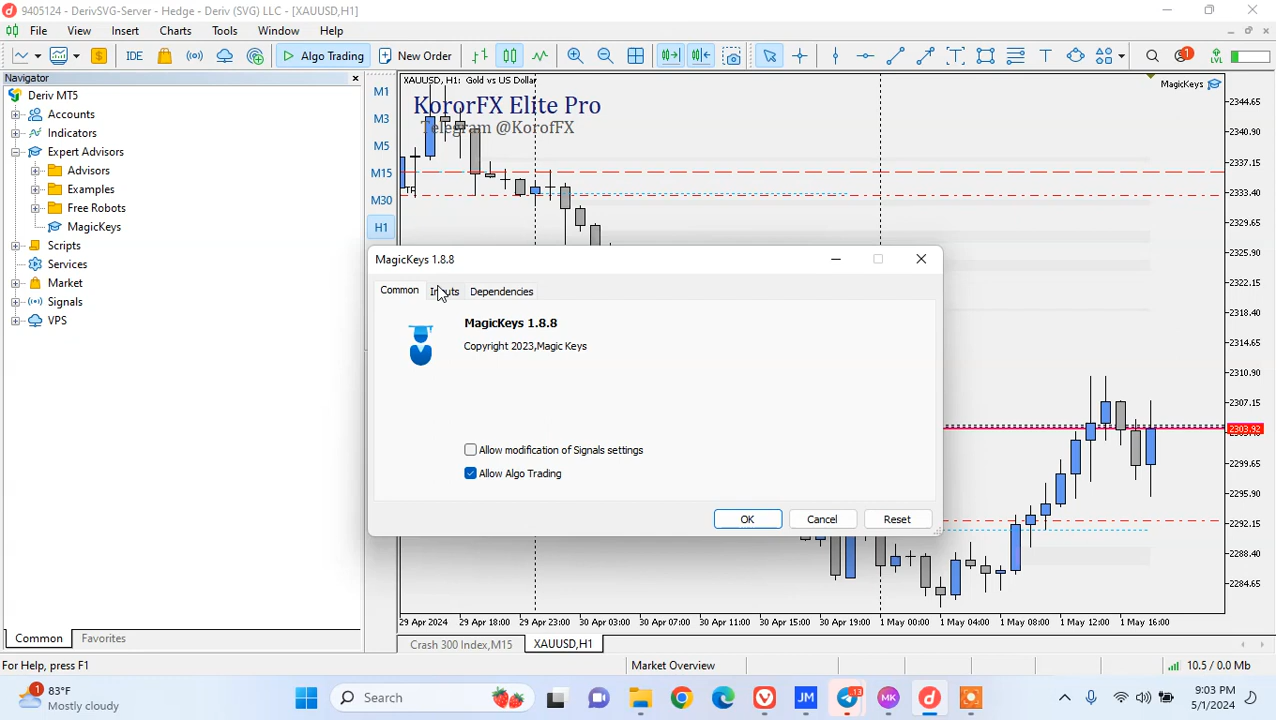 9405124 - DerivSVG-Server - Hedge - Deriv (SVG) LLC - [XAUUSD,H1]
File View Insert Charts Tools Window Help
IDE Algo Trading New Order 1 LVL
Navigator
Deriv MT5
Accounts
Indicators
Expert Advisors
Advisors
Examples
Free Robots
MagicKeys
Scripts
Services
Market
Signals
VPS
Common Favorites
M1
M3
M5
M15
M30
H1
XAUUSD, H1: Gold vs US Dollar
KororFX Elite Pro
Telegram @KorofFX
MagicKeys
2344.65
2340.90
2337.15
2333.40
2329.65
2325.90
2322.15
2318.40
2314.65
2310.90
2307.15
2303.92
2299.65
2295.90
2292.15
2288.40
2284.65
MagicKeys 1.8.8
Common Inputs Dependencies
MagicKeys 1.8.8
Copyright 2023,Magic Keys
Allow modification of Signals settings
Allow Algo Trading
OK Cancel Reset
29 Apr 2024 29 Apr 18:00 29 Apr 23:00 30 Apr 03:00 30 Apr 07:00 30 Apr 11:00 30 Apr 15:00 30 Apr 19:00 1 May 00:00 1 May 04:00 1 May 08:00 1 May 12:00 1 May 16:00
Crash 300 Index,M15 XAUUSD,H1
For Help, press F1 Market Overview 10.5 / 0.0 Mb
1 83°F
Mostly cloudy
Search
JM 13 MK
9:03 PM
5/1/2024